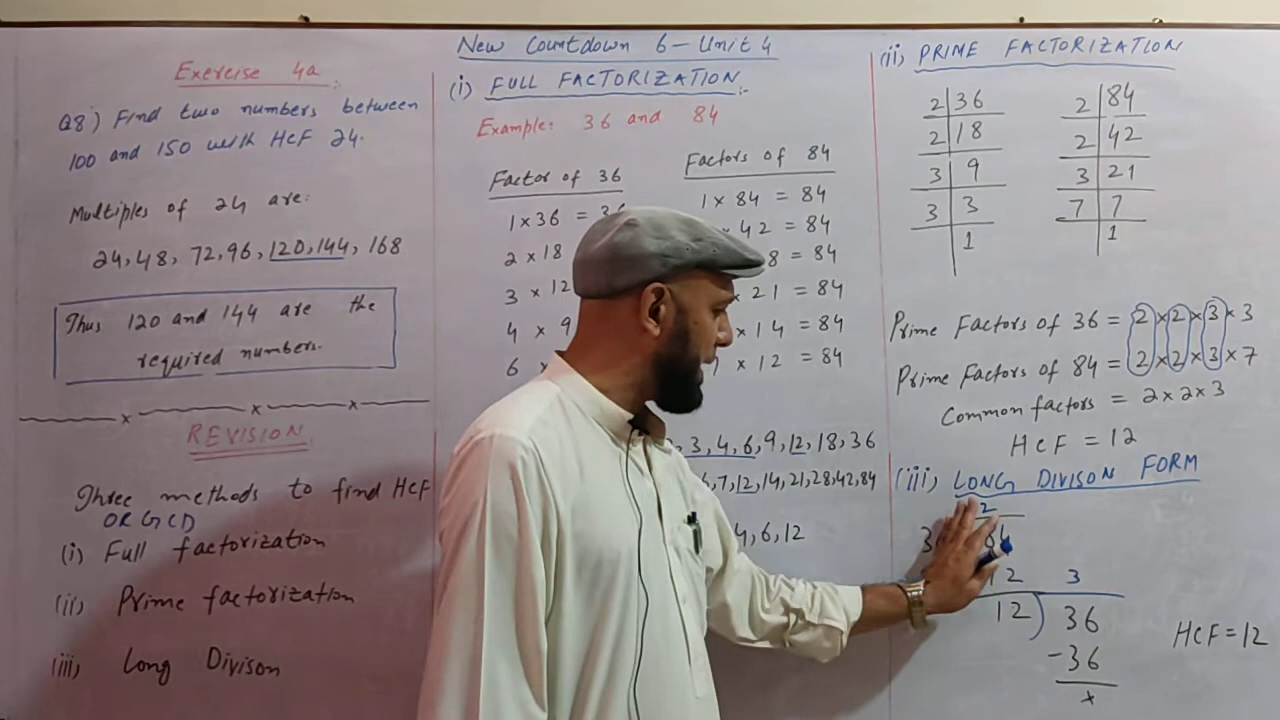 New Countdown 6 - Unit 4
Exercise 4a :-
Q8) Find two numbers between
100 and 150 with HCF 24.
Multiples of 24 are:
24, 48, 72, 96, 120, 144, 168
Thus 120 and 144 are the
required numbers.
REVISION
Three methods to find HCF
OR GCD
(i) Full factorization
(ii) Prime factorization
(iii) Long Divison
(i) FULL FACTORIZATION :-
Example: 36 and 84
Factor of 36
1 × 36 = 36
2 × 18
3 × 12
4 × 9
6 ×
Factors of 84
1 × 84 = 84
× 42 = 84
8 = 84
× 21 = 84
× 14 = 84
× 12 = 84
3, 4, 6, 9, 12, 18, 36
6, 7, 12, 14, 21, 28, 42, 84
4, 6, 12
(ii) PRIME FACTORIZATION
2 | 36
2 | 18
3 | 9
3 | 3
1
2 | 84
2 | 42
3 | 21
7 | 7
1
Prime Factors of 36 = 2 × 2 × 3 × 3
Prime Factors of 84 = 2 × 2 × 3 × 7
Common factors = 2 × 2 × 3
HCF = 12
(iii) LONG DIVISON FORM
2
84
12 3
12 ) 36
-36
×
HCF = 12